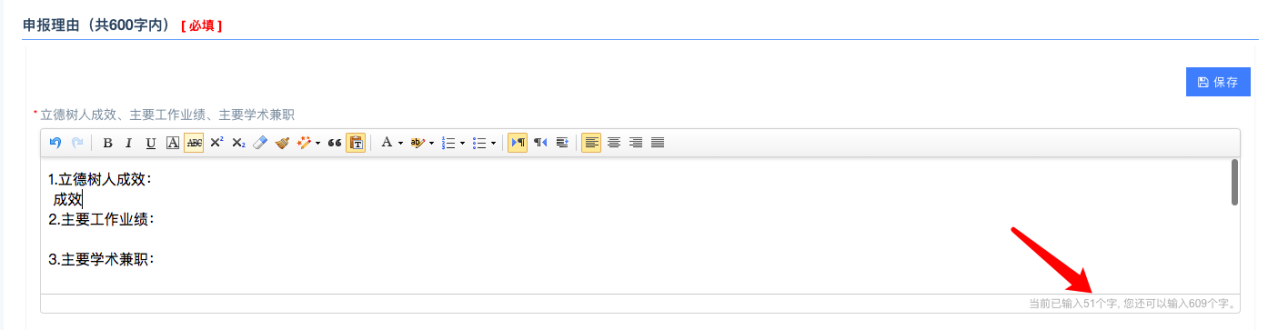 申报理由（共600字内） [ 必填 ]
保存
* 立德树人成效、主要工作业绩、主要学术兼职
B I U A ABC X² X₂ A
1.立德树人成效：
成效
2.主要工作业绩：
3.主要学术兼职：
当前已输入51个字, 您还可以输入609个字。